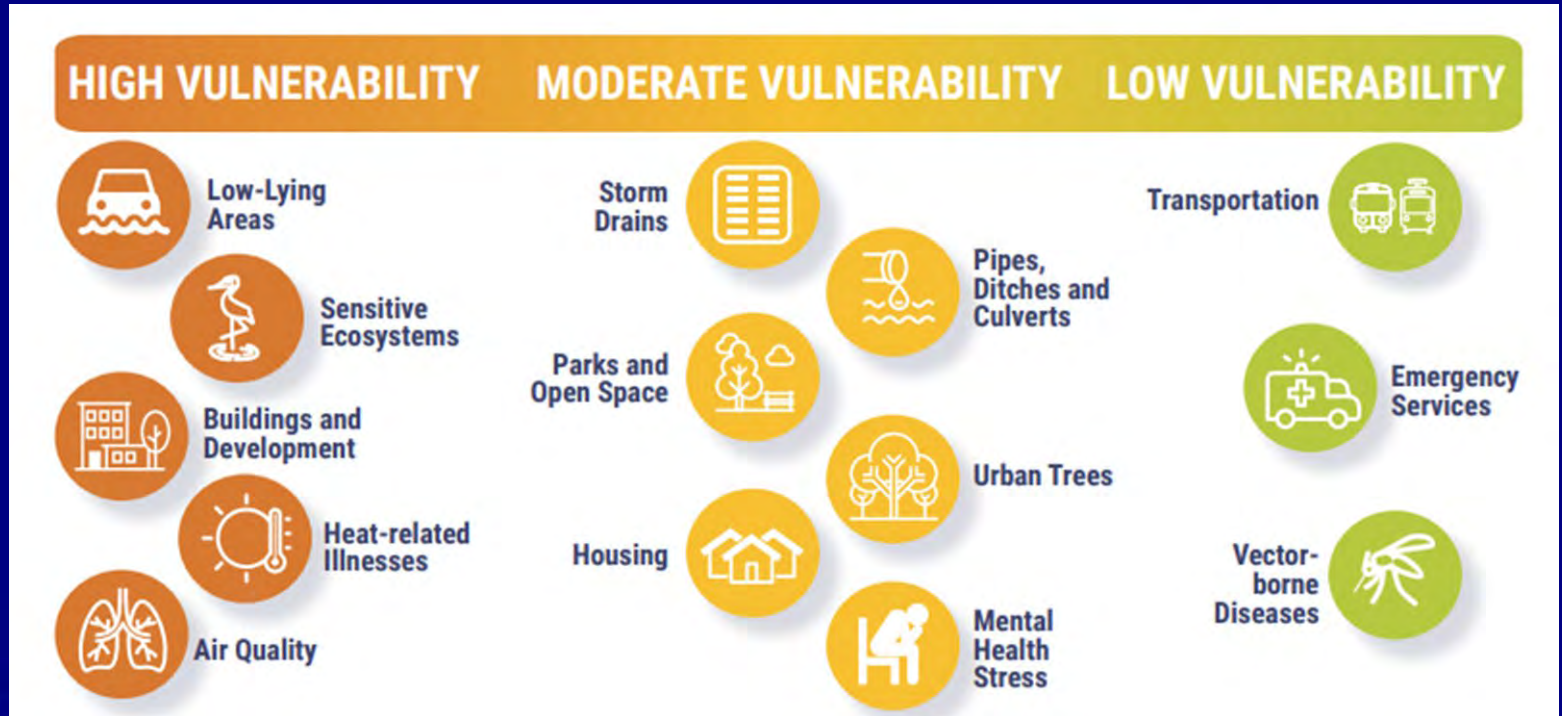 HIGH VULNERABILITY
MODERATE VULNERABILITY
LOW VULNERABILITY
Low-Lying
Areas
Sensitive
Ecosystems
Buildings and
Development
Heat-related
Illnesses
Air Quality
Storm
Drains
Pipes,
Ditches and
Culverts
Parks and
Open Space
Urban Trees
Housing
Mental
Health
Stress
Transportation
Emergency
Services
Vector-
borne
Diseases